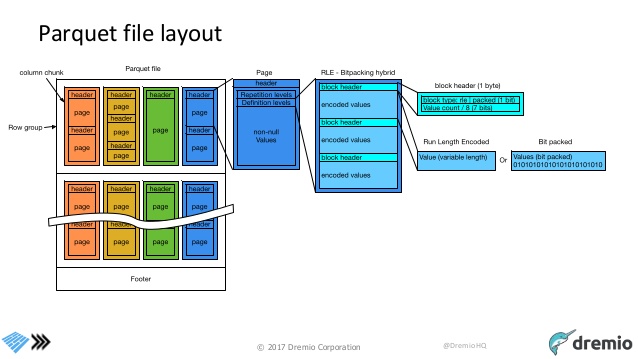 Parquet file layout
Parquet file
Page
RLE - Bitpacking hybrid
column chunk
Row group
header
page
header
page
header
page
header
page
header
page
header
page
header
page
header
page
header
page
header
page
header
page
header
page
header
page
header
page
header
page
header
page
Footer
header
Repetition levels
Definition levels
non-null
Values
block header
encoded values
block header
encoded values
block header
encoded values
block header (1 byte)
block type: rle | packed (1 bit)
Value count / 8 (7 bits)
Run Length Encoded
Value (variable length)
Or
Bit packed
Values (bit packed)
0101010101010101010101010
© 2017 Dremio Corporation
@DremioHQ
dremio